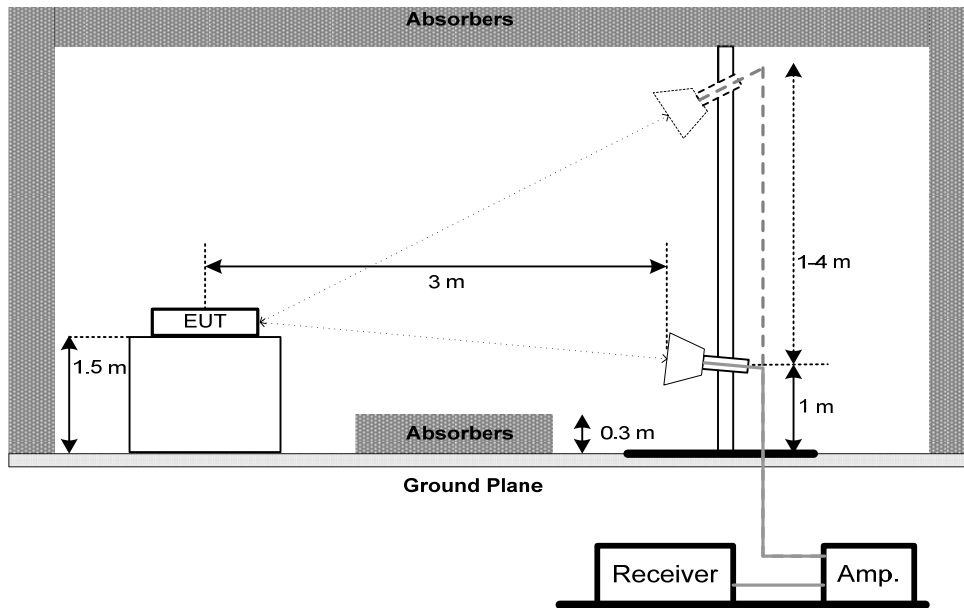 Absorbers
1-4 m
3 m
EUT
1.5 m
1 m
Absorbers
0.3 m
Ground Plane
Receiver
Amp.